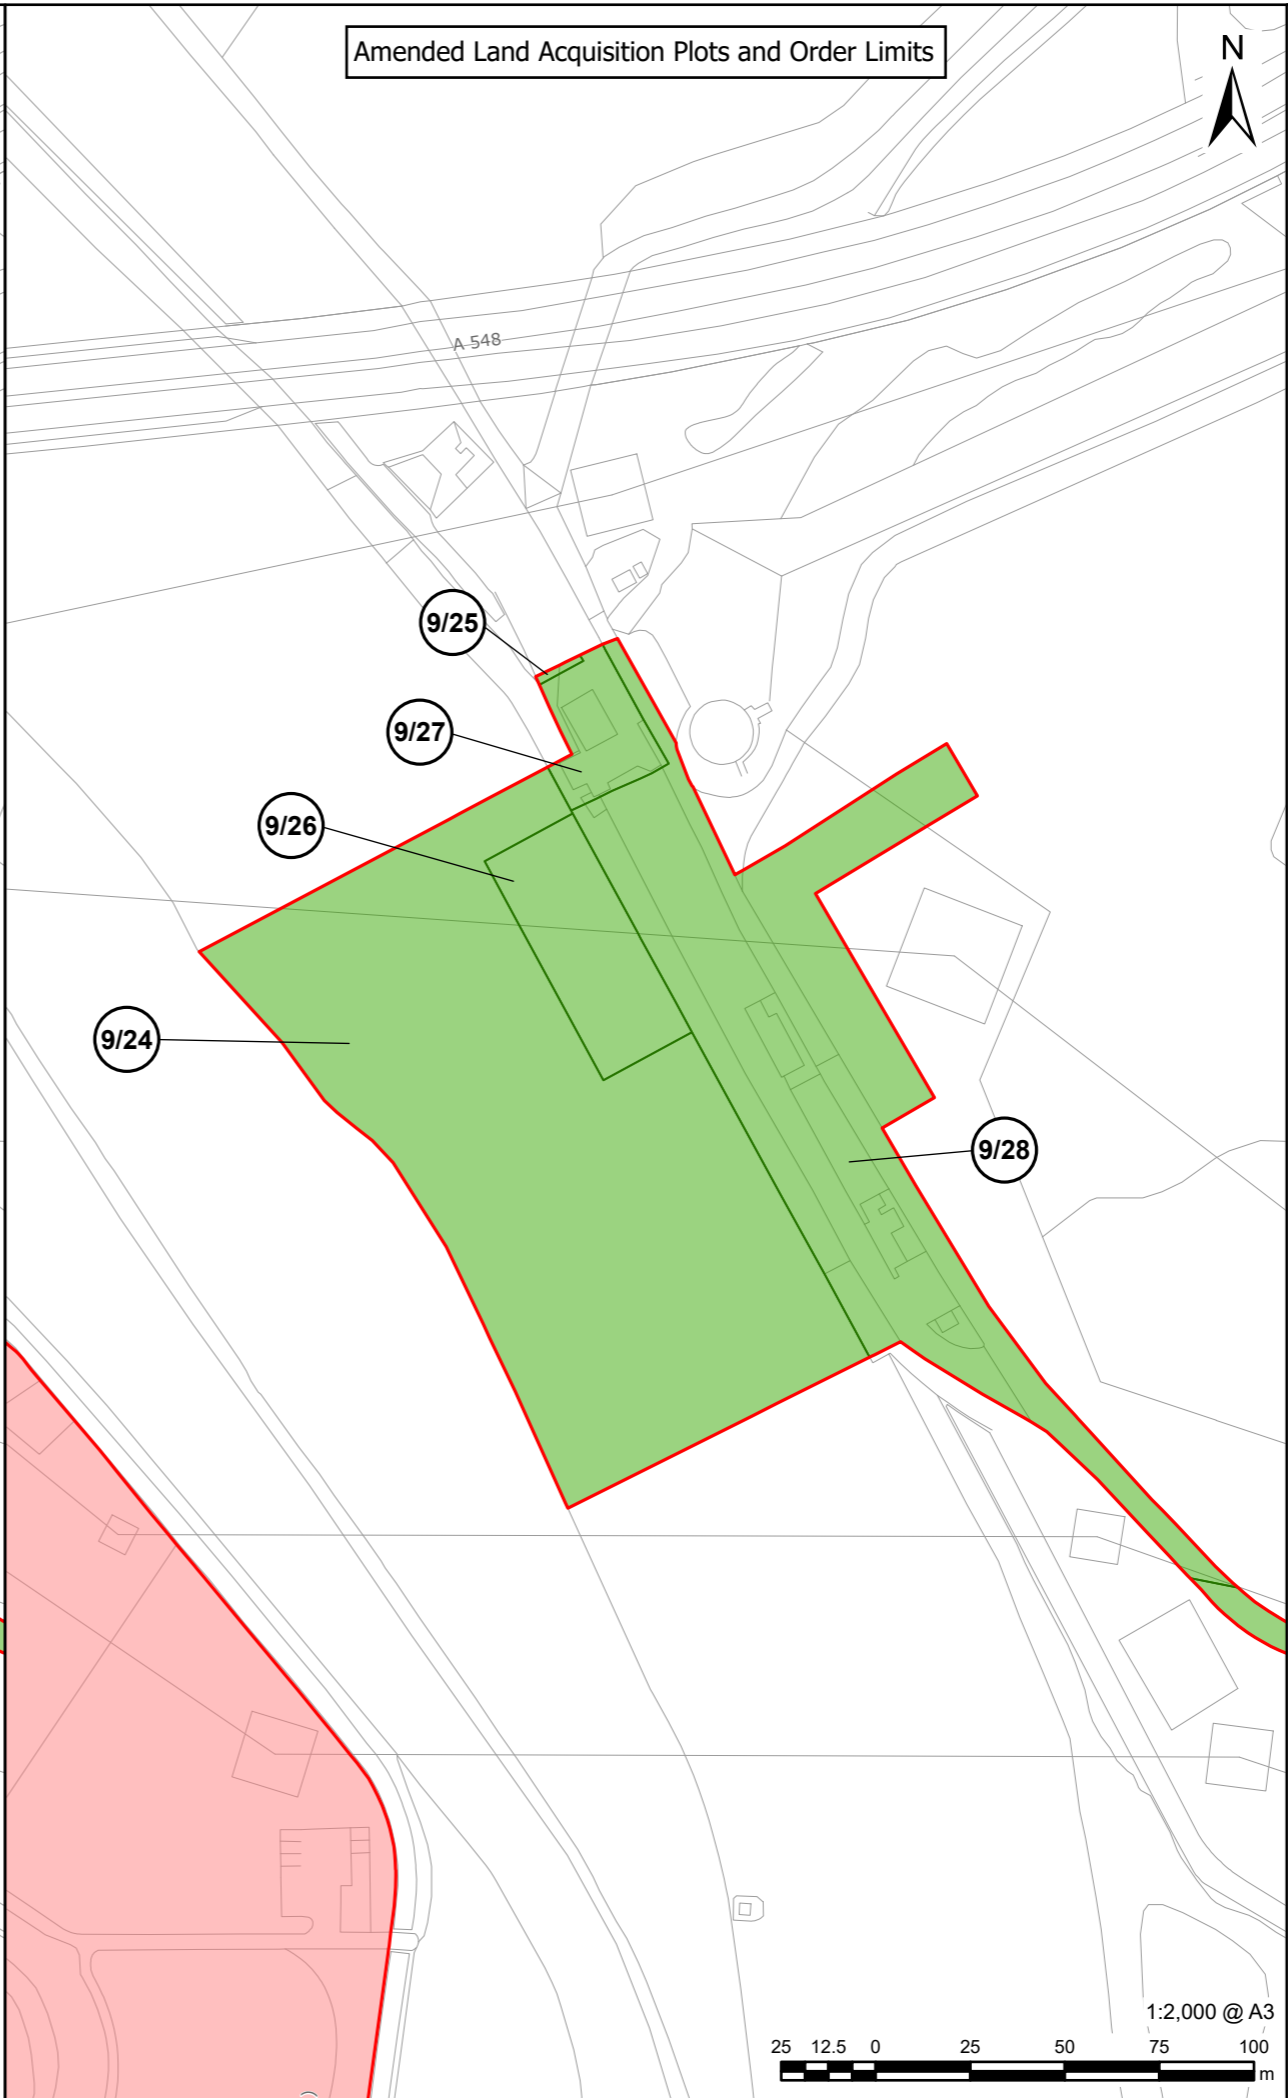 Amended Land Acquisition Plots and Order Limits
N
A 548
9/25
9/27
9/26
9/24
9/28
1:2,000 @ A3
25 12.5 0 25 50 75 100
m